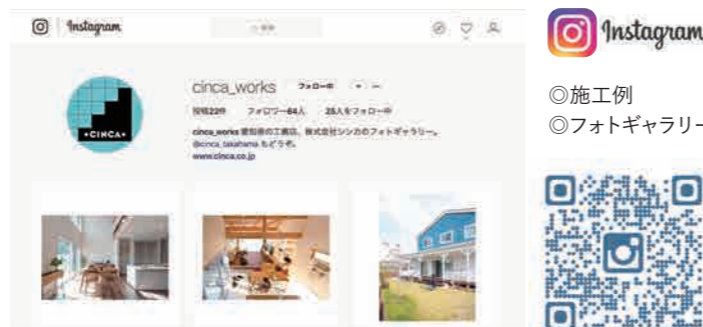 Instagram
cinca_works フォロー中
投稿22件 フォロワー84人 25人をフォロー中
cinca_works 愛知県の工務店、株式会社シンカのフォトギャラリー。
@cinca_takahama もどうぞ。
www.cinca.co.jp
•CINCA•
Instagram
◎施工例
◎フォトギャラリー